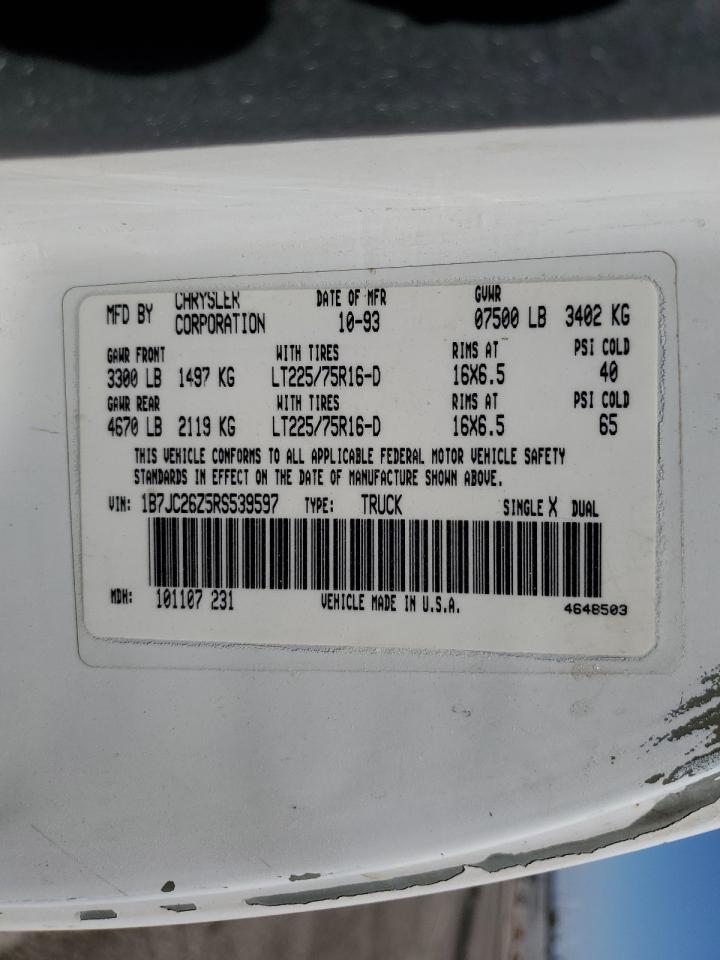 MFD BY CHRYSLER CORPORATION DATE OF MFR 10-93 GVWR 07500 LB 3402 KG
GAWR FRONT WITH TIRES RIMS AT PSI COLD
3300 LB 1497 KG LT225/75R16-D 16X6.5 40
GAWR REAR WITH TIRES RIMS AT PSI COLD
4670 LB 2119 KG LT225/75R16-D 16X6.5 65
THIS VEHICLE CONFORMS TO ALL APPLICABLE FEDERAL MOTOR VEHICLE SAFETY
STANDARDS IN EFFECT ON THE DATE OF MANUFACTURE SHOWN ABOVE.
VIN: 1B7JC26Z5RS539597 TYPE: TRUCK SINGLE X DUAL
MDH: 101107 231 VEHICLE MADE IN U.S.A. 4648503